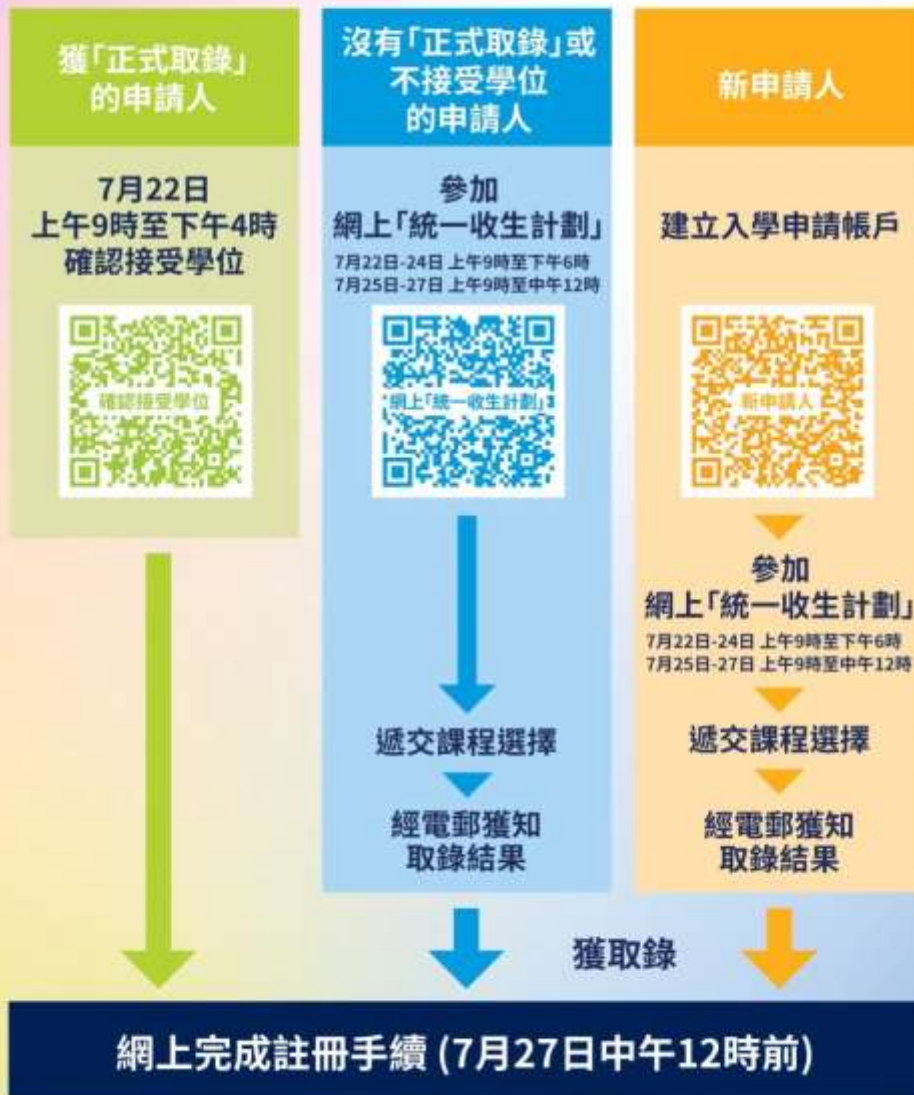 獲「正式取錄」
的申請人
7月22日
上午9時至下午4時
確認接受學位
確認接受學位
沒有「正式取錄」或
不接受學位
的申請人
參加
網上「統一收生計劃」
7月22日-24日 上午9時至下午6時
7月25日-27日 上午9時至中午12時
網上「統一收生計劃」
遞交課程選擇
經電郵獲知
取錄結果
新申請人
建立入學申請帳戶
新申請人
參加
網上「統一收生計劃」
7月22日-24日 上午9時至下午6時
7月25日-27日 上午9時至中午12時
遞交課程選擇
經電郵獲知
取錄結果
獲取錄
網上完成註冊手續 (7月27日中午12時前)